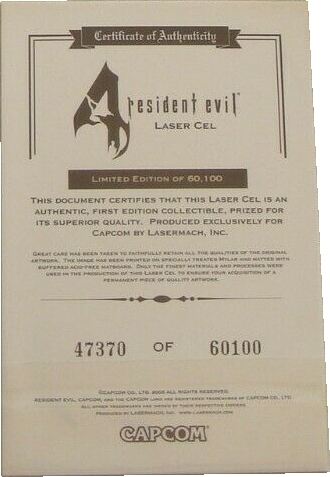 Certificate of Authenticity
4 resident evil™
LASER CEL
LIMITED EDITION OF 60,100
THIS DOCUMENT CERTIFIES THAT THIS LASER CEL IS AN
AUTHENTIC, FIRST EDITION COLLECTIBLE, PRIZED FOR
ITS SUPERIOR QUALITY. PRODUCED EXCLUSIVELY FOR
CAPCOM BY LASERMACH, INC.
GREAT CARE HAS BEEN TAKEN TO FAITHFULLY RETAIN ALL THE QUALITIES OF THE ORIGINAL
ARTWORK. THE IMAGE HAS BEEN PRINTED ON SPECIALLY TREATED MYLAR AND MATTED WITH
BUFFERED ACID-FREE MATBOARD. ONLY THE FINEST MATERIALS AND PROCESSES WERE
USED IN THE PRODUCTION OF THIS LASER CEL TO ENSURE YOUR ACQUISITION OF A
PERMANENT PIECE OF QUALITY ARTWORK.
47370 OF 60100
©CAPCOM CO., LTD. 2005 ALL RIGHTS RESERVED.
RESIDENT EVIL, CAPCOM, AND THE CAPCOM LOGO ARE REGISTERED TRADEMARKS OF CAPCOM CO., LTD.
ALL OTHER TRADEMARKS ARE OWNED BY THEIR RESPECTIVE OWNERS.
PRODUCED BY LASERMACH, INC. WWW.LASERMACH.COM
CAPCOM